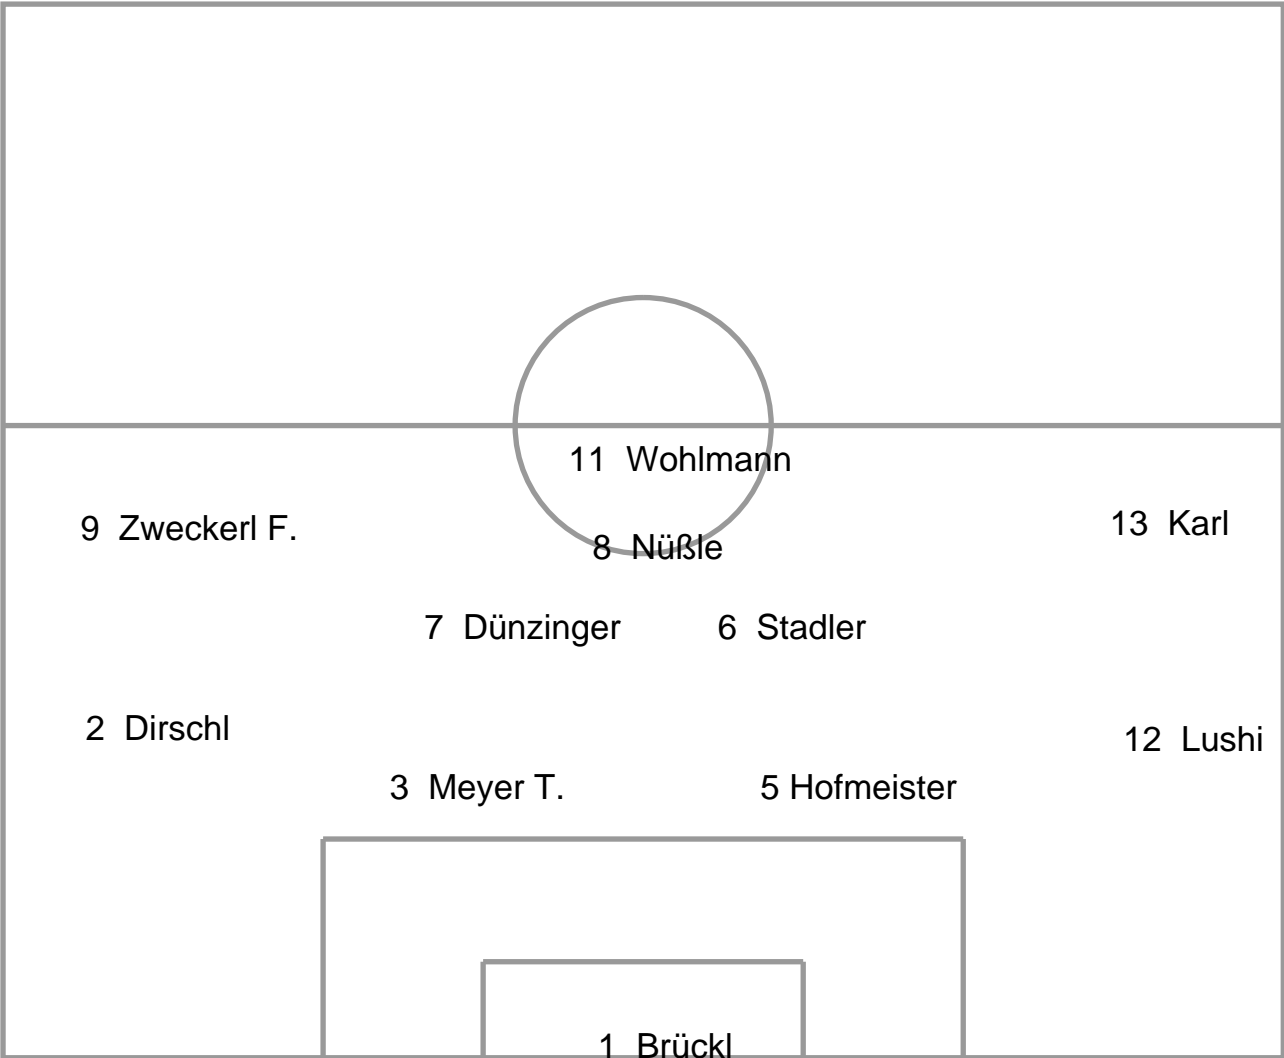 11 Wohlmann
9 Zweckerl F.
13 Karl
8 Nüßle
7 Dünzinger
6 Stadler
2 Dirschl
12 Lushi
3 Meyer T.
5 Hofmeister
1 Brückl